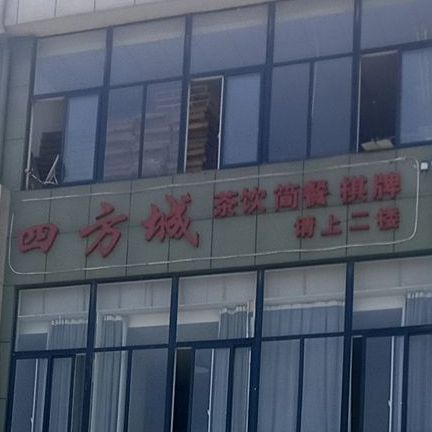 四方城
茶饮 简餐 棋牌
请上二楼